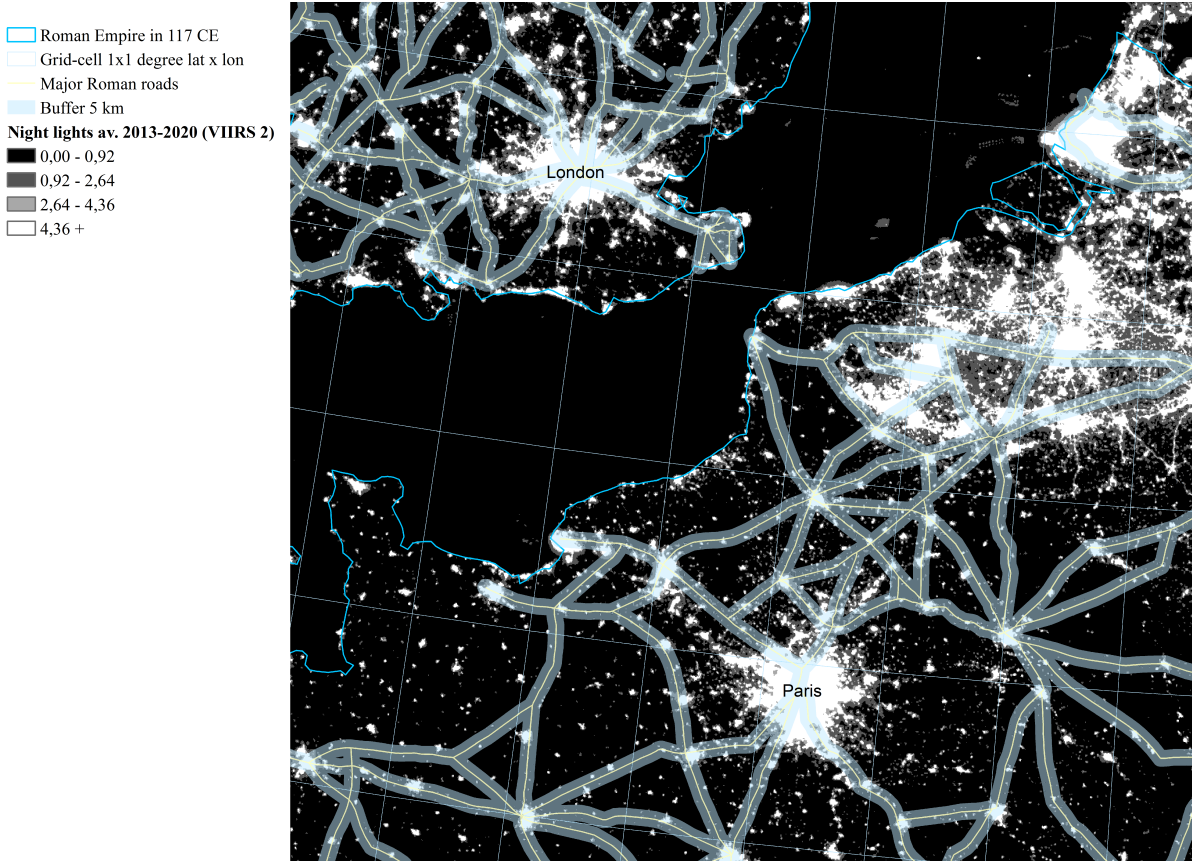 Roman Empire in 117 CE
Grid-cell 1x1 degree lat x lon
Major Roman roads
Buffer 5 km
Night lights av. 2013-2020 (VIIRS 2)
0,00 - 0,92
0,92 - 2,64
2,64 - 4,36
4,36 +
London
Paris